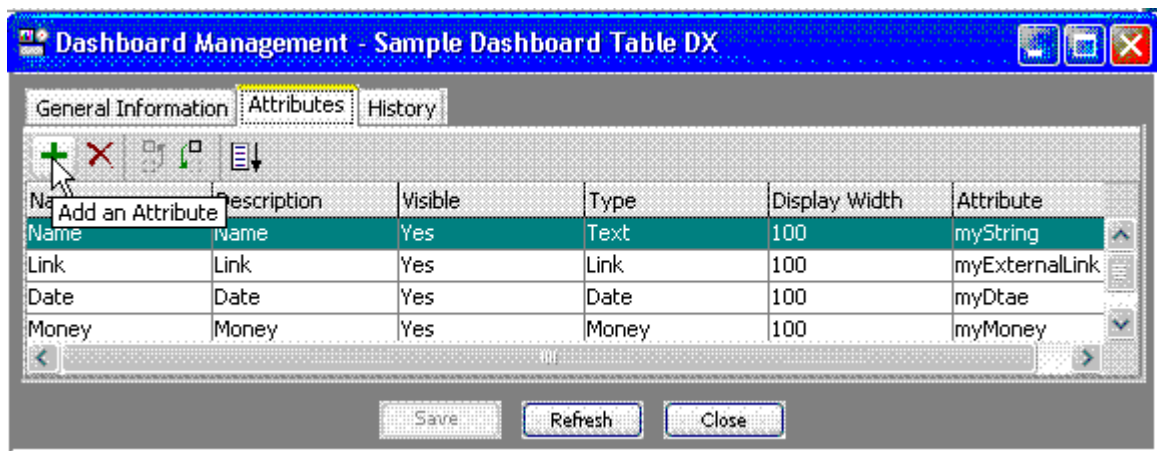 Dashboard Management - Sample Dashboard Table DX
General Information Attributes History
Na Description Visible Type Display Width Attribute
Add an Attribute
Name Name Yes Text 100 myString
Link Link Yes Link 100 myExternalLink
Date Date Yes Date 100 myDtae
Money Money Yes Money 100 myMoney
Save Refresh Close